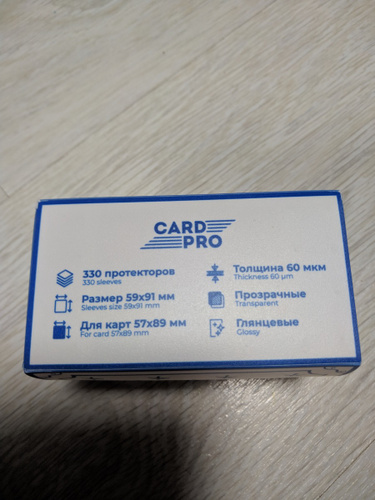 CARD
PRO
330 протекторов
330 sleeves
Размер 59x91 мм
Sleeves size 59x91 mm
Для карт 57x89 мм
For card 57x89 mm
Толщина 60 мкм
Thickness 60 µm
Прозрачные
Transparent
Глянцевые
Glossy